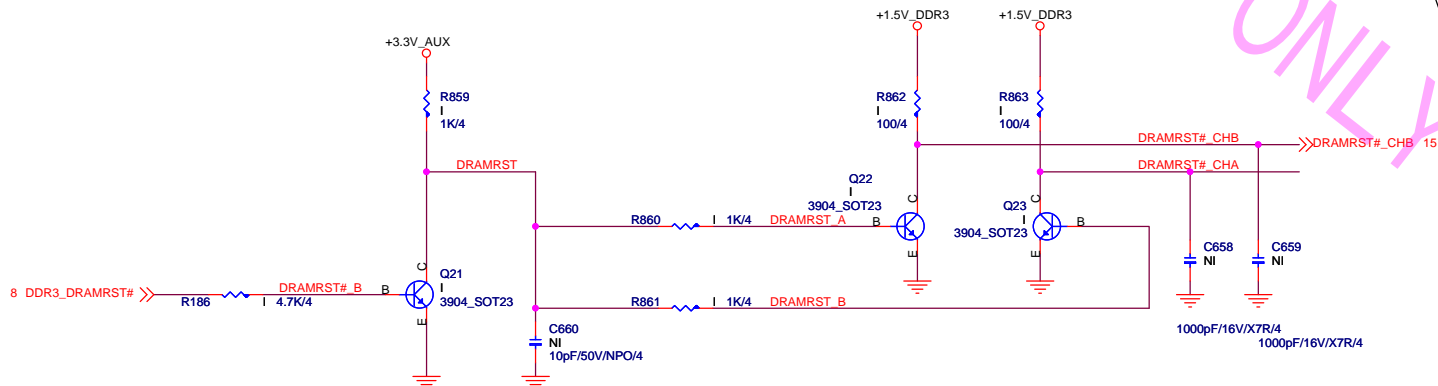 ONLY
+1.5V_DDR3
+1.5V_DDR3
+3.3V_AUX
R859
I
1K/4
R862
I
100/4
R863
I
100/4
DRAMRST#_CHB
DRAMRST#_CHB 15
DRAMRST
DRAMRST#_CHA
Q22
I
3904_SOT23
C
B
E
Q23
I
3904_SOT23
C
B
E
R860
I 1K/4
DRAMRST_A
C658
NI
C659
NI
8 DDR3_DRAMRST#
R186
I 4.7K/4
DRAMRST#_B
B
C
E
Q21
I
3904_SOT23
R861
I 1K/4
DRAMRST_B
C660
NI
10pF/50V/NPO/4
1000pF/16V/X7R/4
1000pF/16V/X7R/4